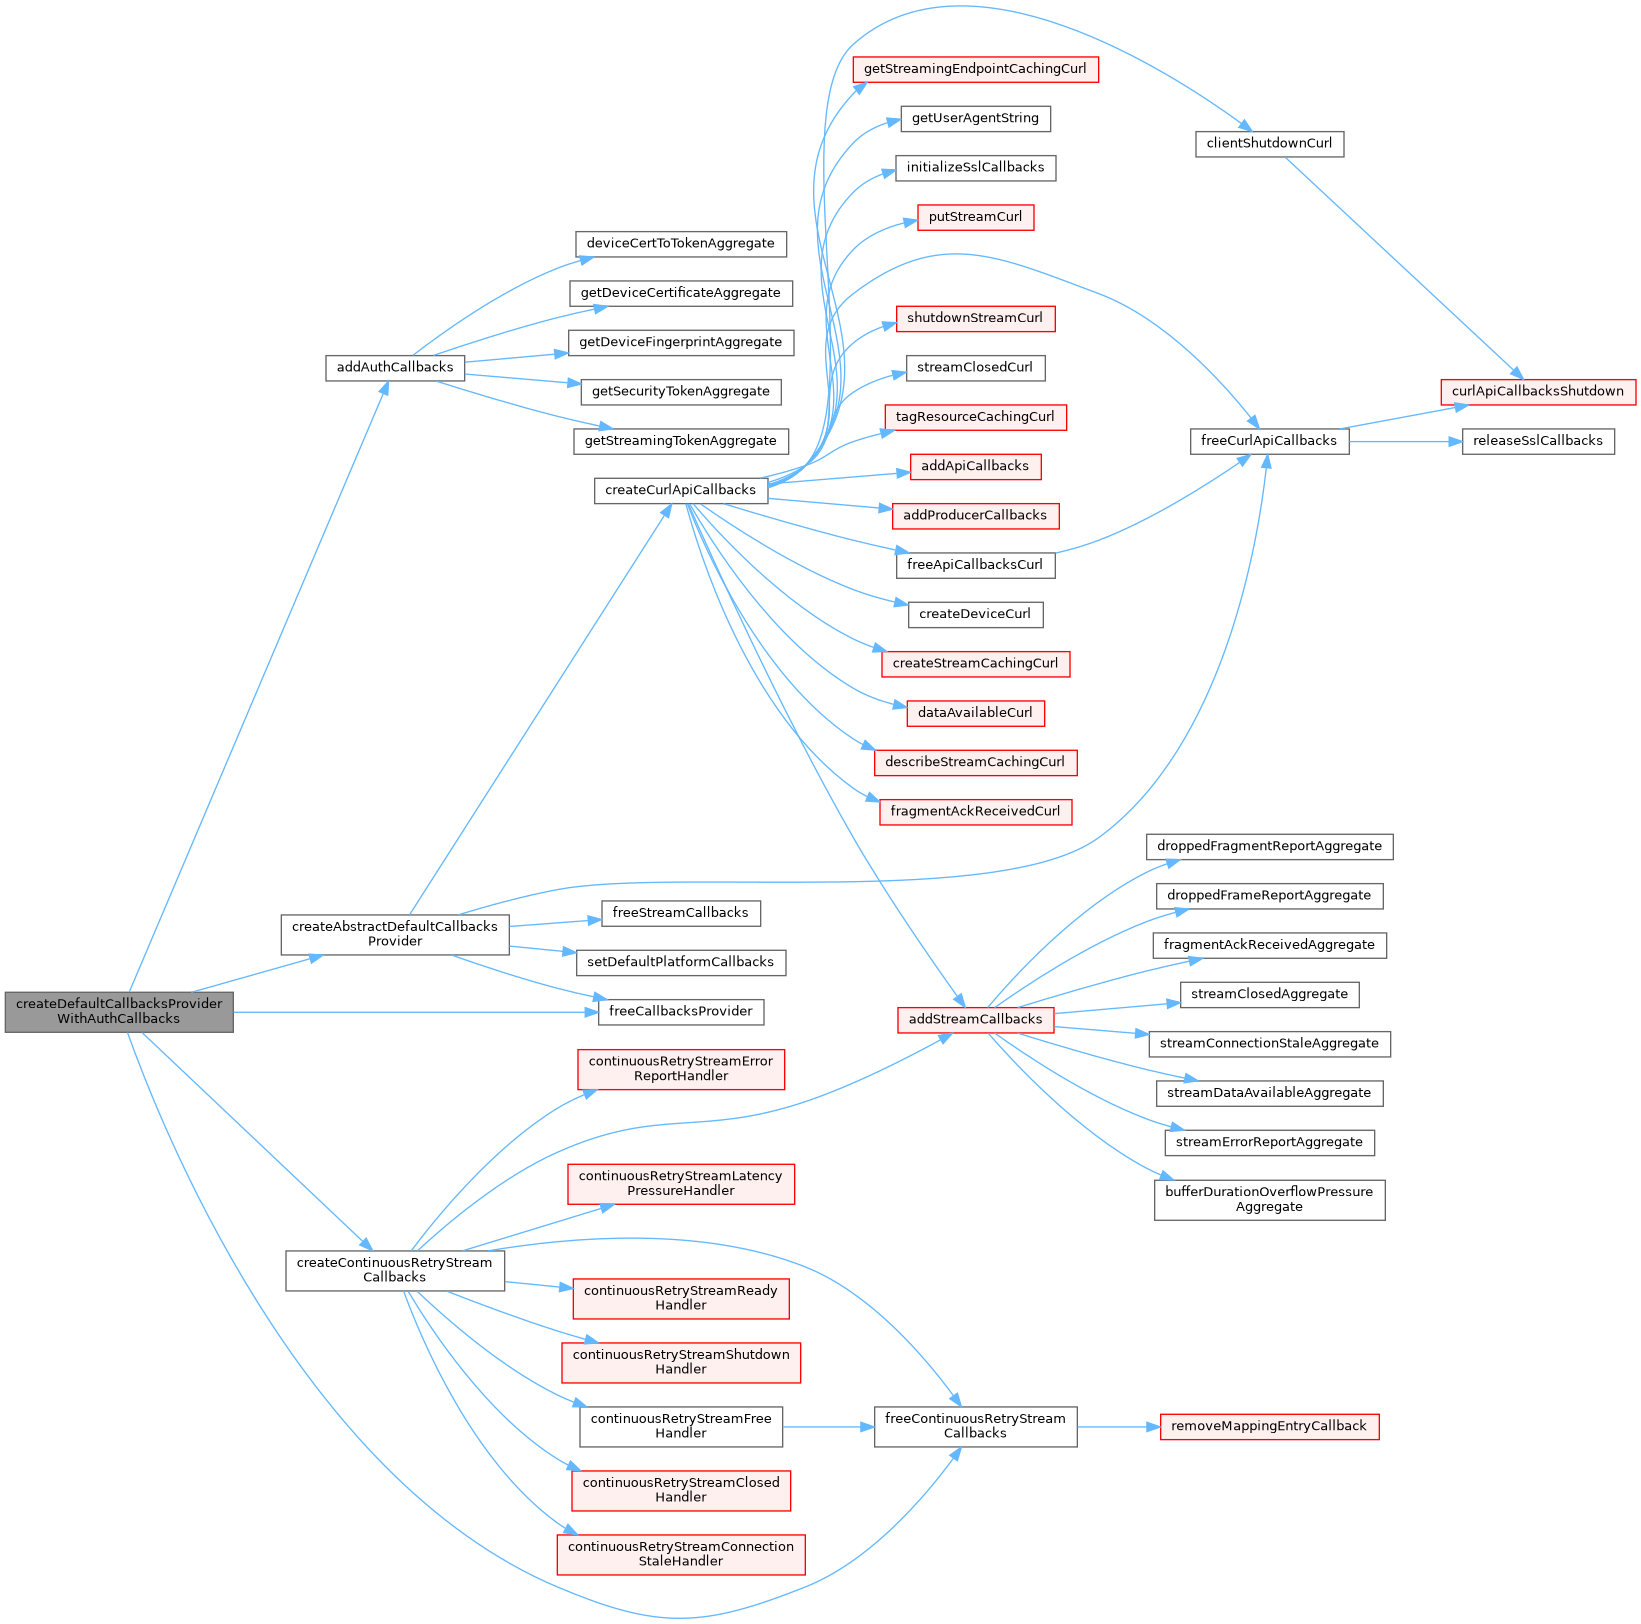 createDefaultCallbacksProvider
WithAuthCallbacks
addAuthCallbacks
deviceCertToTokenAggregate
getDeviceCertificateAggregate
getDeviceFingerprintAggregate
getSecurityTokenAggregate
getStreamingTokenAggregate
createAbstractDefaultCallbacks
Provider
createCurlApiCallbacks
getStreamingEndpointCachingCurl
getUserAgentString
initializeSslCallbacks
putStreamCurl
shutdownStreamCurl
streamClosedCurl
tagResourceCachingCurl
addApiCallbacks
addProducerCallbacks
freeApiCallbacksCurl
createDeviceCurl
createStreamCachingCurl
dataAvailableCurl
describeStreamCachingCurl
fragmentAckReceivedCurl
clientShutdownCurl
curlApiCallbacksShutdown
freeCurlApiCallbacks
releaseSslCallbacks
freeStreamCallbacks
setDefaultPlatformCallbacks
freeCallbacksProvider
addStreamCallbacks
droppedFragmentReportAggregate
droppedFrameReportAggregate
fragmentAckReceivedAggregate
streamClosedAggregate
streamConnectionStaleAggregate
streamDataAvailableAggregate
streamErrorReportAggregate
bufferDurationOverflowPressure
Aggregate
createContinuousRetryStream
Callbacks
continuousRetryStreamError
ReportHandler
continuousRetryStreamLatency
PressureHandler
continuousRetryStreamReady
Handler
continuousRetryStreamShutdown
Handler
continuousRetryStreamFree
Handler
continuousRetryStreamClosed
Handler
continuousRetryStreamConnection
StaleHandler
freeContinuousRetryStream
Callbacks
removeMappingEntryCallback